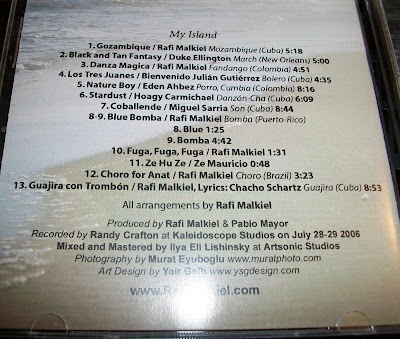 My Island
1. Gozambique / Rafi Malkiel Mozambique (Cuba) 5:18
2. Black and Tan Fantasy / Duke Ellington March (New Orleans) 5:00
3. Danza Magica / Rafi Malkiel Fandango (Colombia) 4:51
4. Los Tres Juanes / Bienvenido Julián Gutiérrez Bolero (Cuba) 4:35
5. Nature Boy / Eden Ahbez Porro, Cumbia (Colombia) 8:16
6. Stardust / Hoagy Carmichael Danzón-Cha (Cuba) 6:09
7. Coballende / Miguel Sarria Son (Cuba) 8:44
8-9. Blue Bomba / Rafi Malkiel Bomba (Puerto-Rico)
8. Blue 1:25
9. Bomba 4:42
10. Fuga, Fuga, Fuga / Rafi Malkiel 1:31
11. Ze Hu Ze / Ze Mauricio 0:48
12. Choro for Anat / Rafi Malkiel Choro (Brazil) 3:23
13. Guajira con Trombón / Rafi Malkiel, Lyrics: Chacho Schartz Guajira (Cuba) 8:53
All arrangements by Rafi Malkiel
Produced by Rafi Malkiel & Pablo Mayor
Recorded by Randy Crafton at Kaleidoscope Studios on July 28-29 2006
Mixed and Mastered by Ilya Eli Lishinsky at Artsonic Studios
Photography by Murat Eyuboglu www.muratphoto.com
Art Design by Yair Gelb www.ysgdesign.com